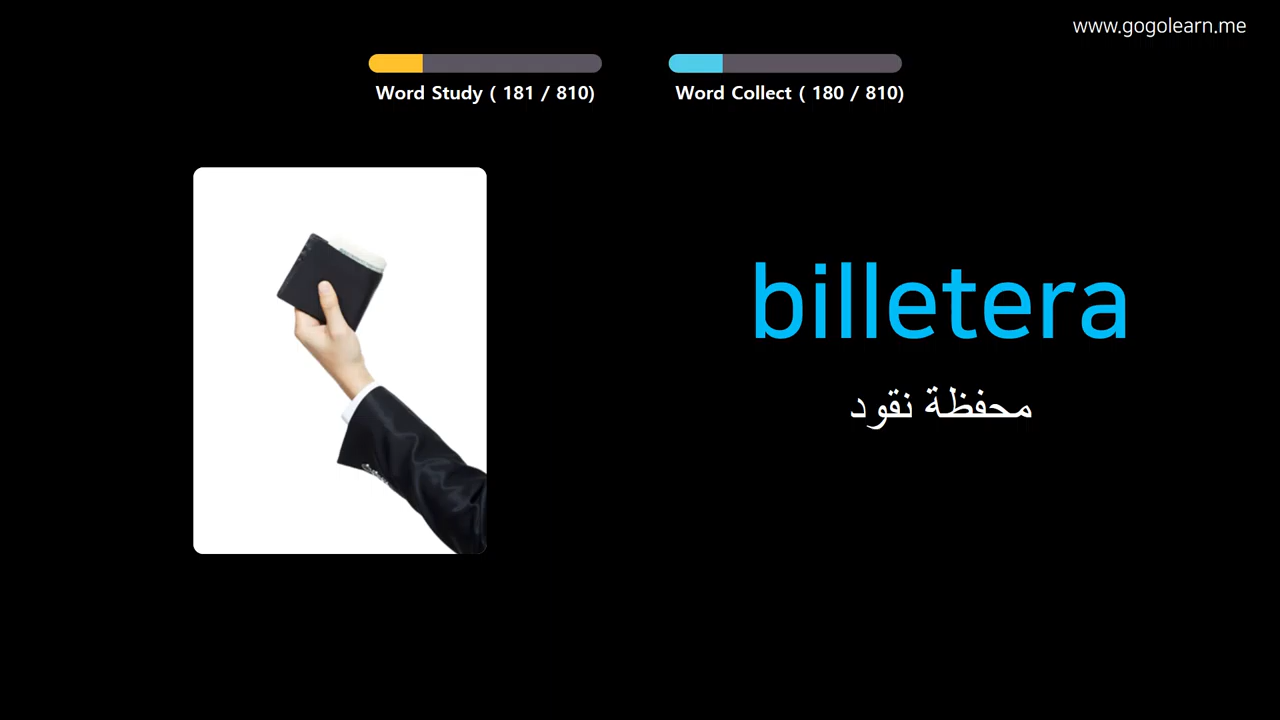 www.gogolearn.me
Word Study ( 181 / 810)
Word Collect ( 180 / 810)
billetera
محفظة نقود